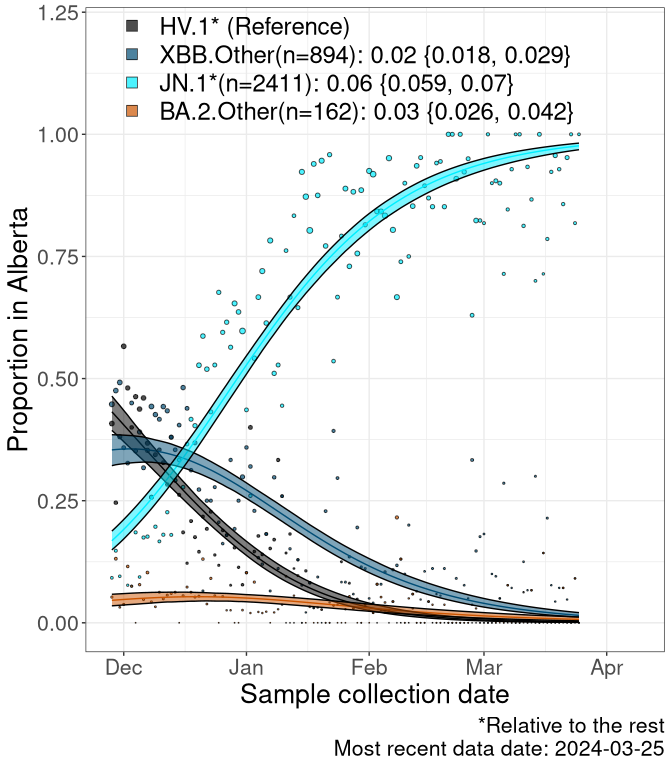 1.25
HV.1* (Reference)
XBB.Other(n=894): 0.02 {0.018, 0.029}
JN.1*(n=2411): 0.06 {0.059, 0.07}
BA.2.Other(n=162): 0.03 {0.026, 0.042}
1.00
0.75
0.50
0.25
0.00
Proportion in Alberta
Dec Jan Feb Mar Apr
Sample collection date
*Relative to the rest
Most recent data date: 2024-03-25